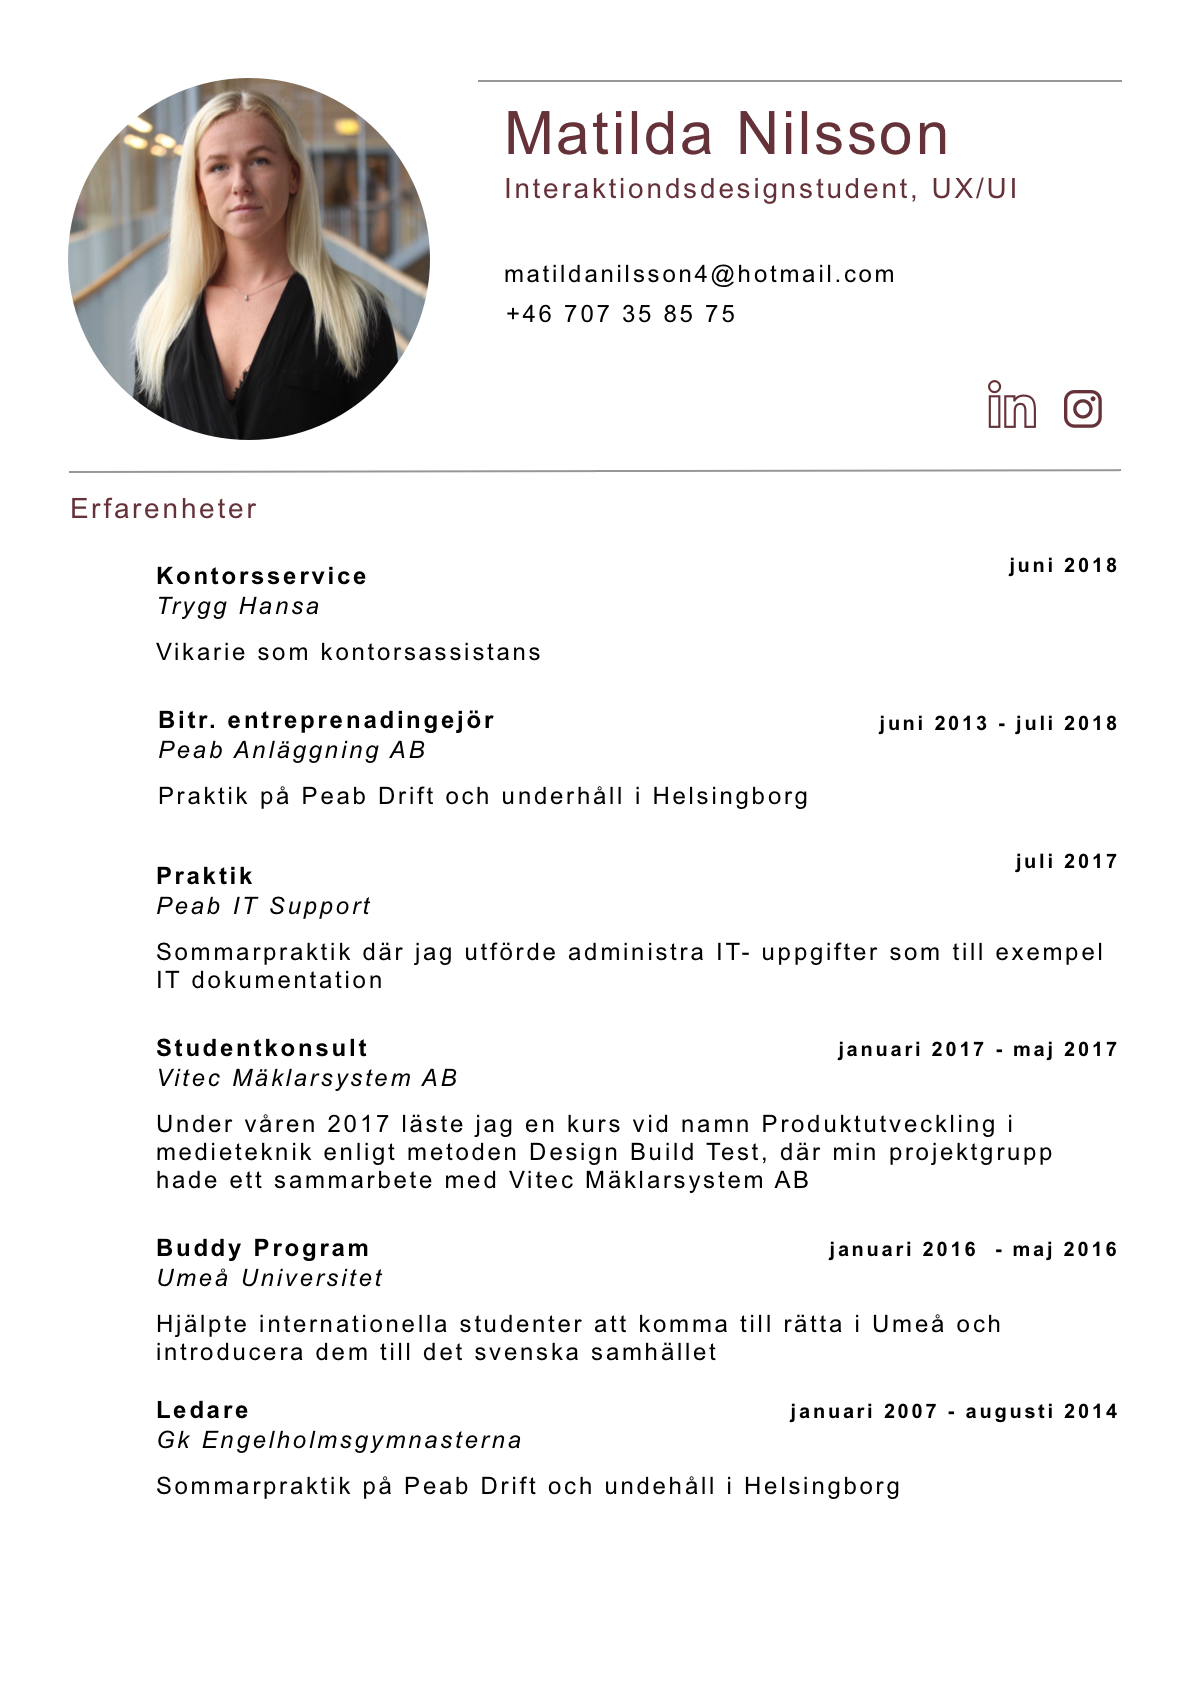 Matilda Nilsson
Interaktiondsdesignstudent, UX/UI
matildanilsson4@hotmail.com
+46 707 35 85 75
in
Erfarenheter
Kontorsservice
juni 2018
Trygg Hansa
Vikarie som kontorsassistans
Bitr. entreprenadingejör
juni 2013 - juli 2018
Peab Anläggning AB
Praktik på Peab Drift och underhåll i Helsingborg
Praktik
juli 2017
Peab IT Support
Sommarpraktik där jag utförde administra IT- uppgifter som till exempel
IT dokumentation
Studentkonsult
januari 2017 - maj 2017
Vitec Mäklarsystem AB
Under våren 2017 läste jag en kurs vid namn Produktutveckling i
medieteknik enligt metoden Design Build Test, där min projektgrupp
hade ett sammarbete med Vitec Mäklarsystem AB
Buddy Program
januari 2016  - maj 2016
Umeå Universitet
Hjälpte internationella studenter att komma till rätta i Umeå och
introducera dem till det svenska samhället
Ledare
januari 2007 - augusti 2014
Gk Engelholmsgymnasterna
Sommarpraktik på Peab Drift och undehåll i Helsingborg